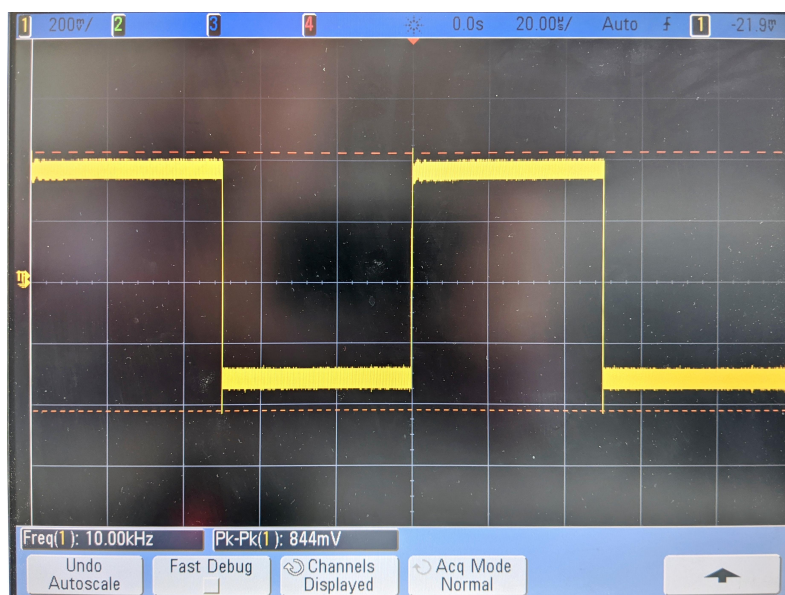 1 200mV/ 2 3 4 0.0s 20.00µs/ Auto 1 -21.9mV
Freq(1): 10.00kHz Pk-Pk(1): 844mV
Undo Autoscale
Fast Debug
Channels Displayed
Acq Mode Normal